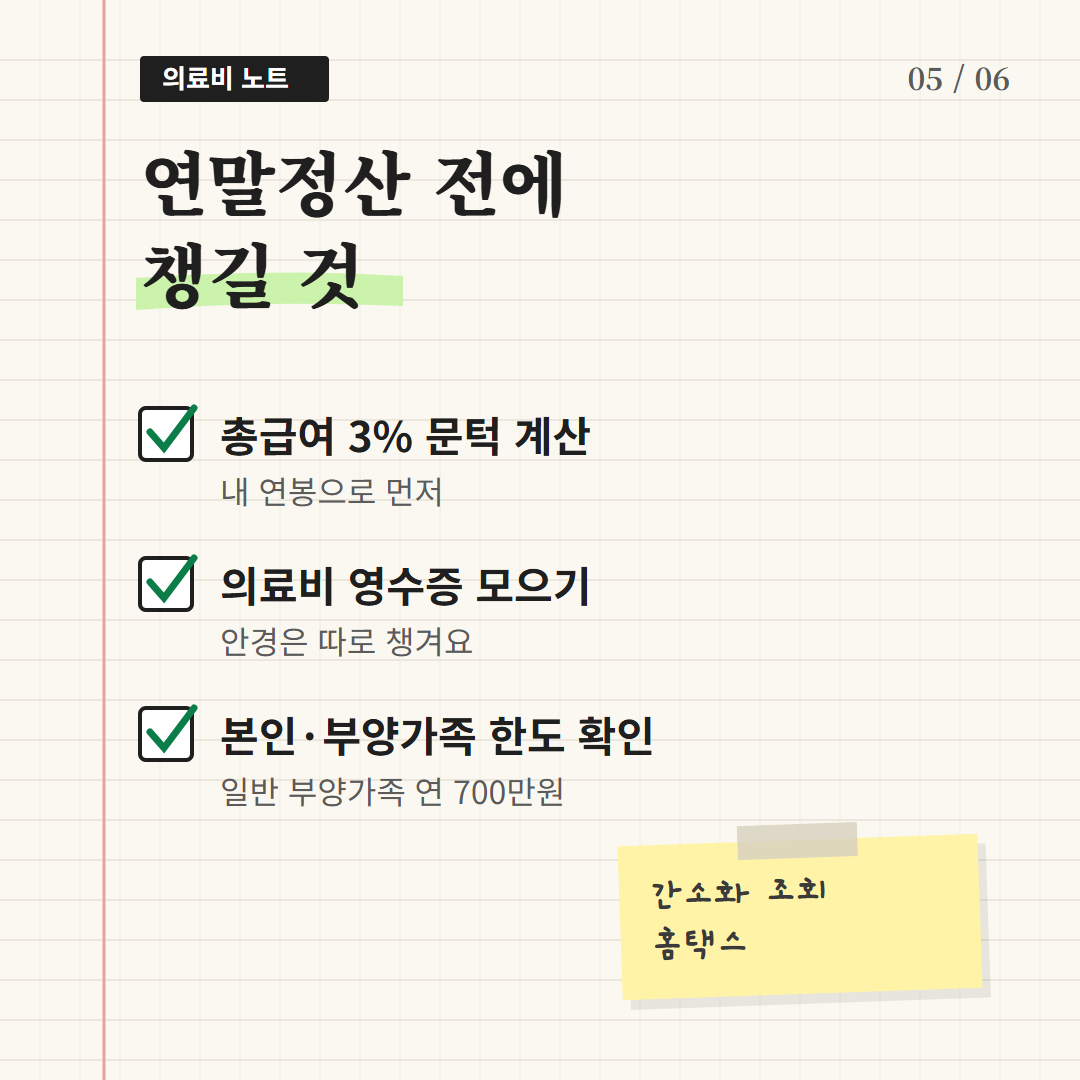 의료비 노트
05 / 06
연말정산 전에
챙길 것
총급여 3% 문턱 계산
내 연봉으로 먼저
의료비 영수증 모으기
안경은 따로 챙겨요
본인·부양가족 한도 확인
일반 부양가족 연 700만원
간소화 조회
홈택스